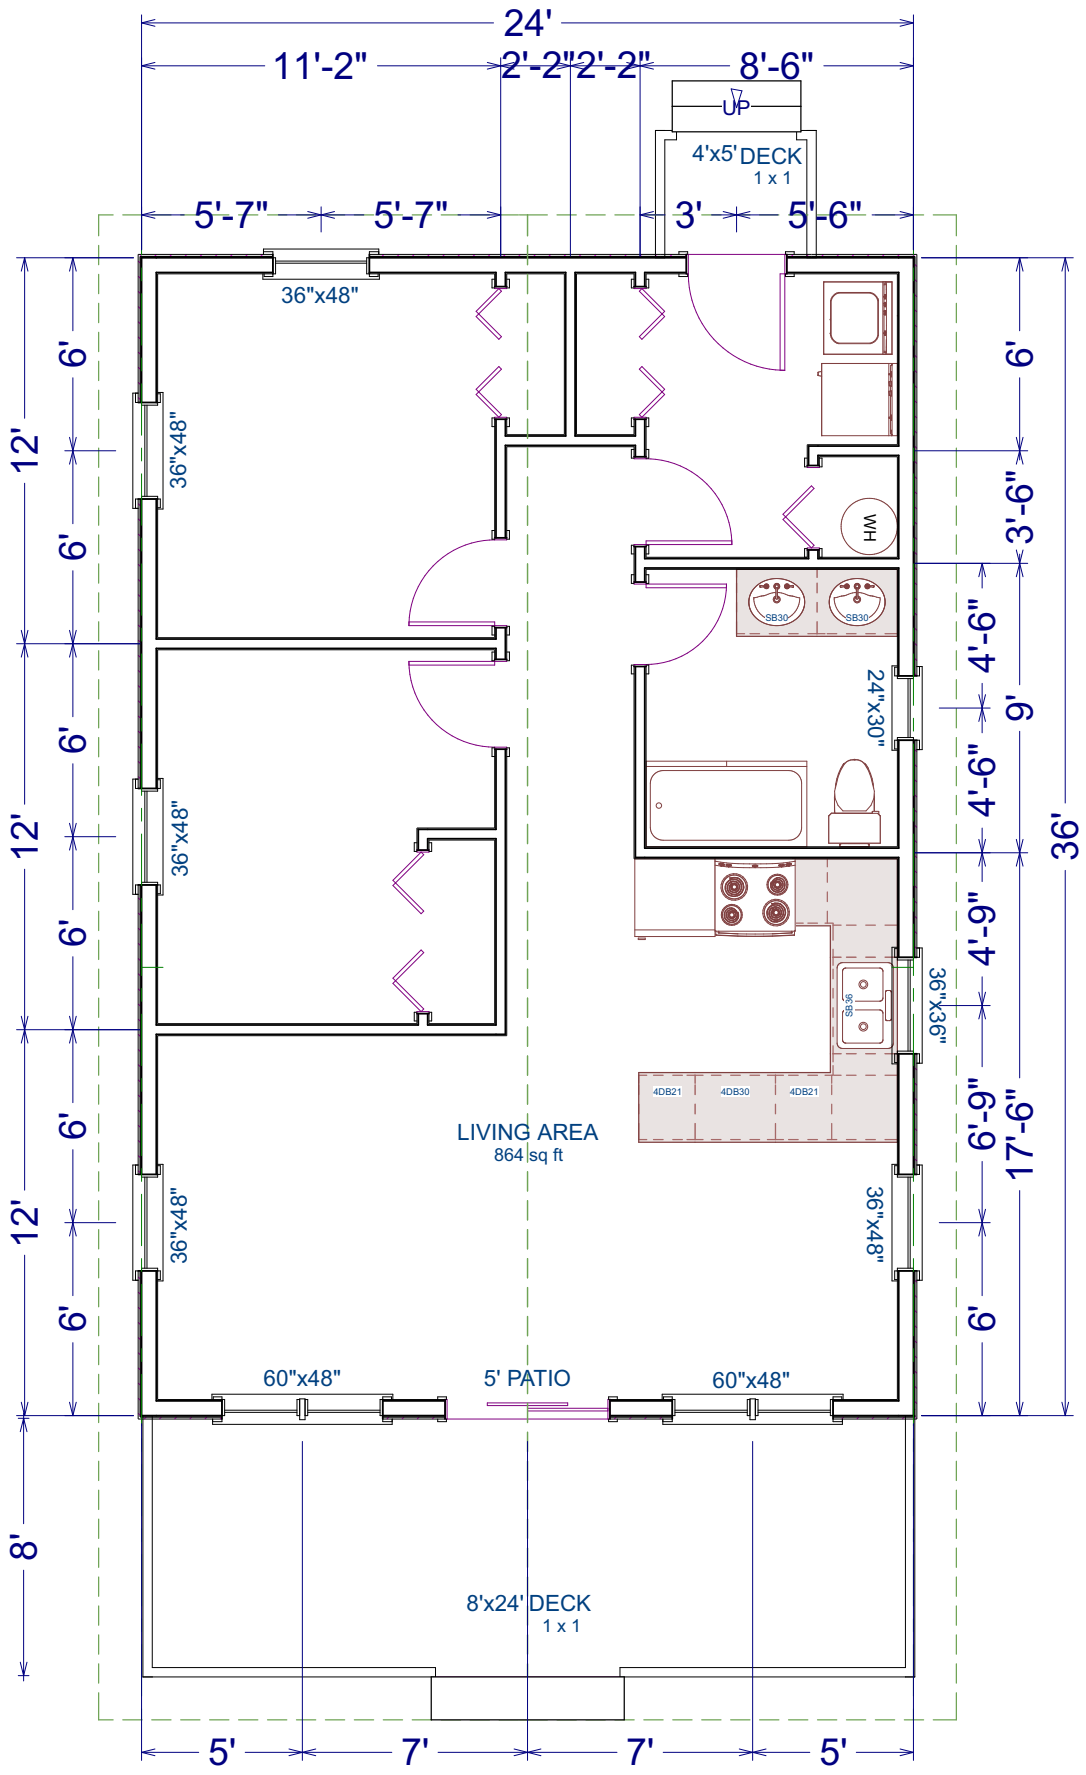 24'
11'-2"
2'-2"
2'-2"
8'-6"
UP
4'x5' DECK
1 x 1
5'-7"
5'-7"
3'
5'-6"
36"x48"
6'
6'
12'
36"x48"
6'
3'-6"
WH
SB30
SB30
6'
4'-6"
24"x30"
9'
6'
12'
36"x48"
4'-6"
36'
6'
4'-9"
SB36
36"x36"
4DB21
4DB30
4DB21
6'
6'-9"
17'-6"
LIVING AREA
864 sq ft
12'
36"x48"
36"x48"
6'
6'
60"x48"
5' PATIO
60"x48"
8'
8'x24' DECK
1 x 1
5'
7'
7'
5'